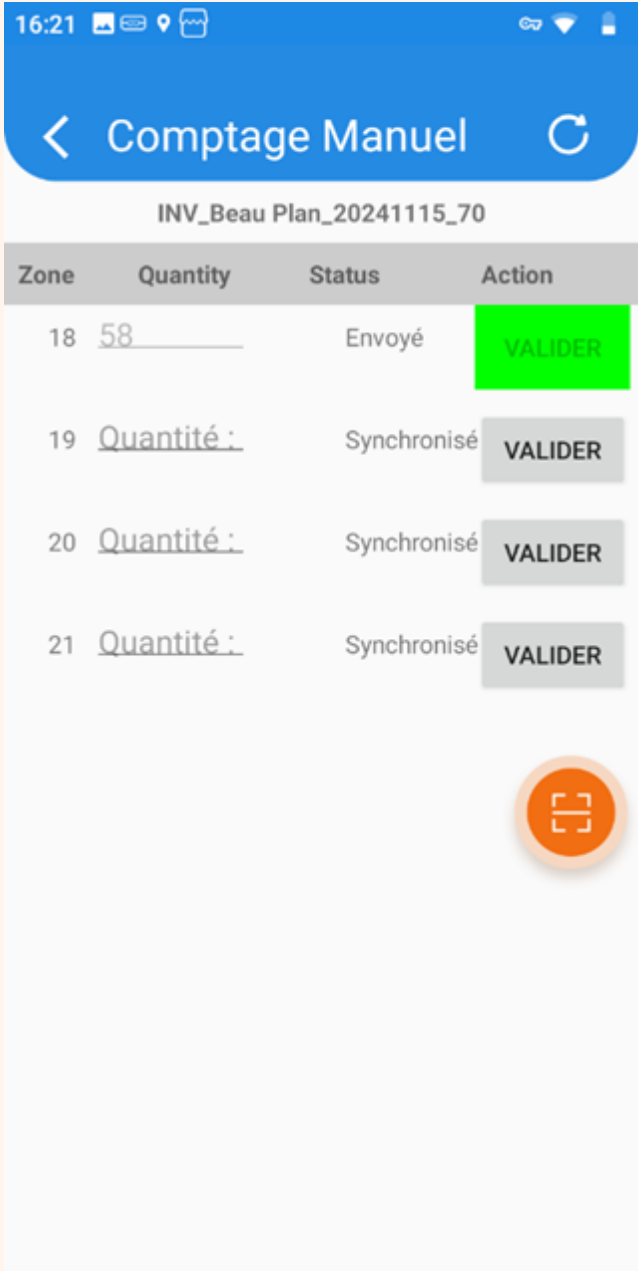 16:21
Comptage Manuel
INV_Beau Plan_20241115_70
Zone Quantity Status Action
18 58 Envoyé VALIDER
19 Quantité : Synchronisé VALIDER
20 Quantité : Synchronisé VALIDER
21 Quantité : Synchronisé VALIDER